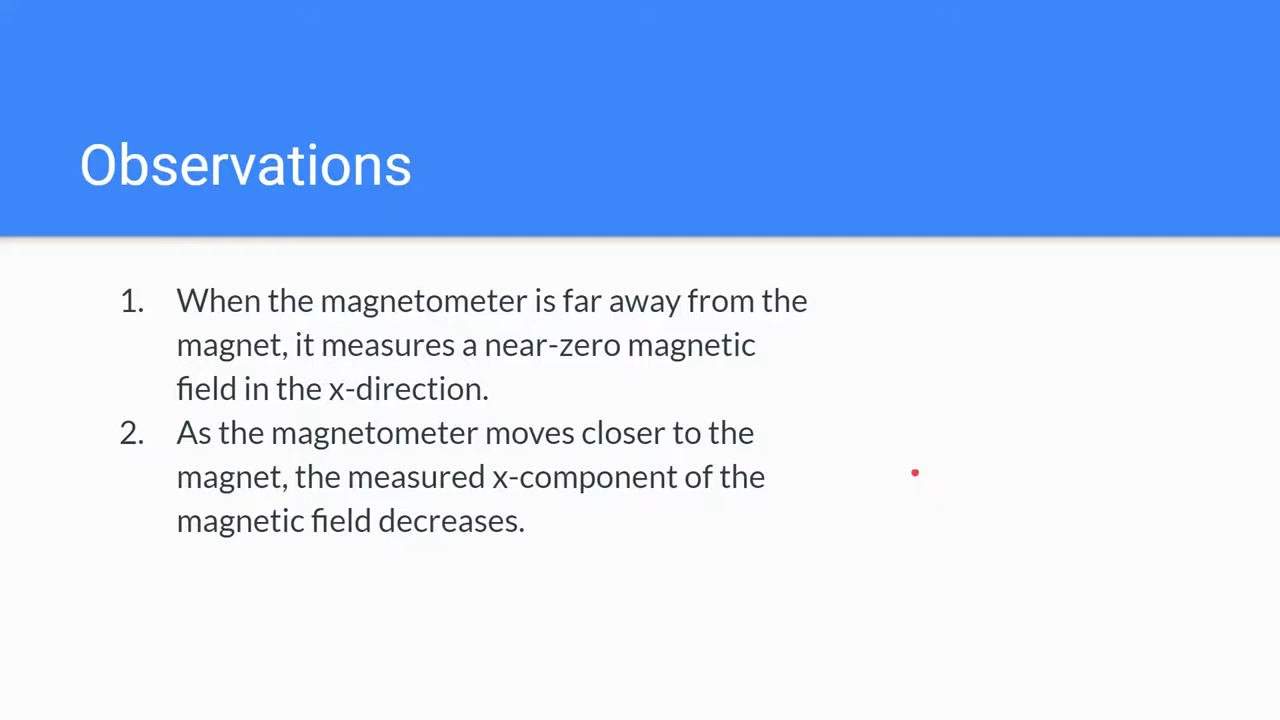 Observations
1. When the magnetometer is far away from the
magnet, it measures a near-zero magnetic
field in the x-direction.
2. As the magnetometer moves closer to the
magnet, the measured x-component of the
magnetic field decreases.